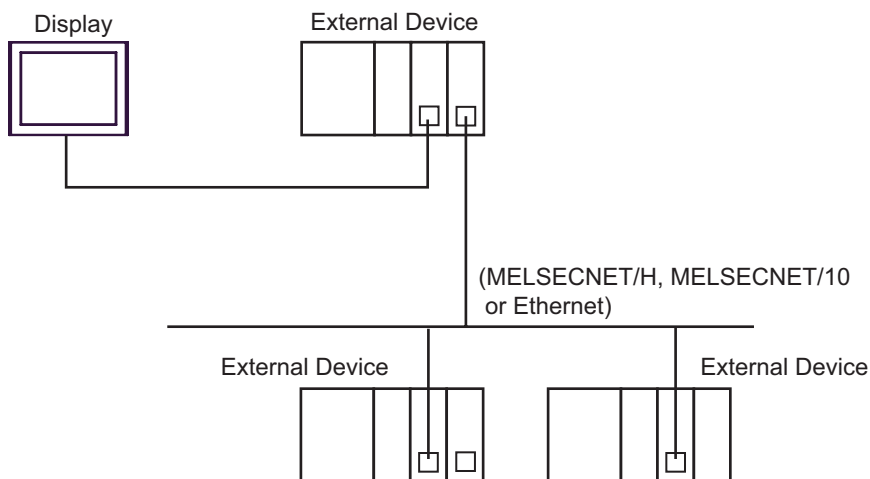 Display
External Device
(MELSECNET/H, MELSECNET/10
or Ethernet)
External Device
External Device